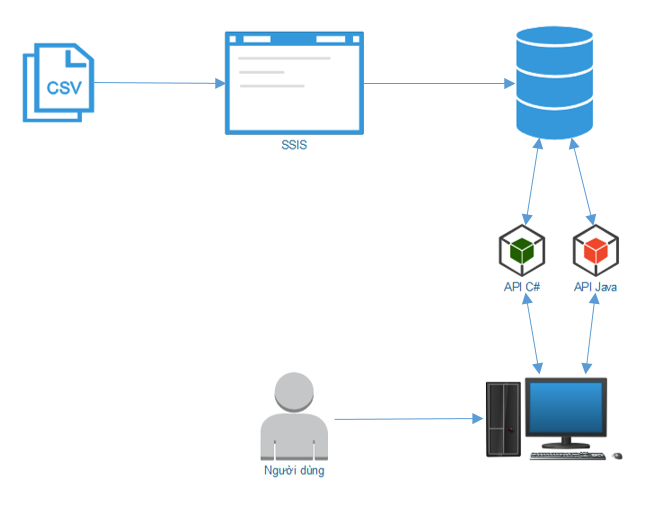 CSV
SSIS
API C#
API Java
Người dùng